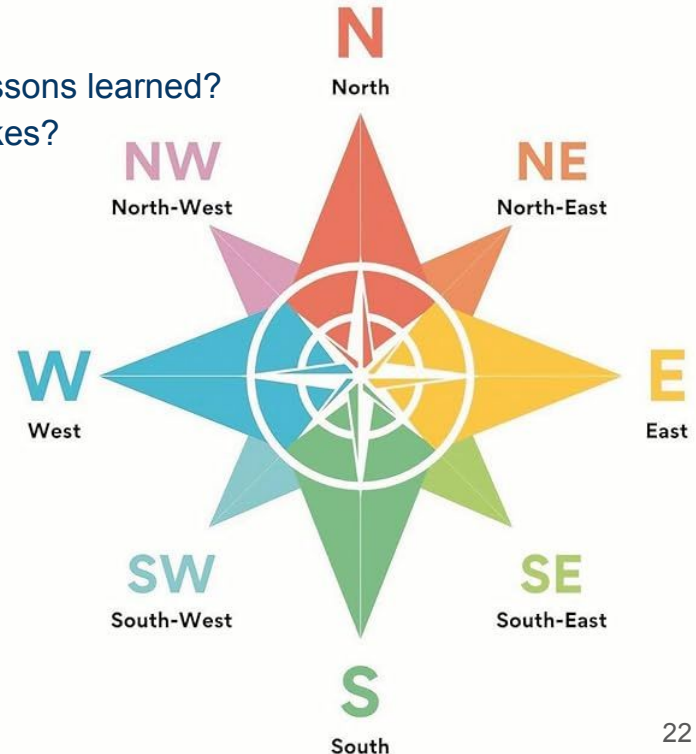 ssons learned?
kes?
N
North
NW
North-West
NE
North-East
W
West
E
East
SW
South-West
SE
South-East
S
South
22